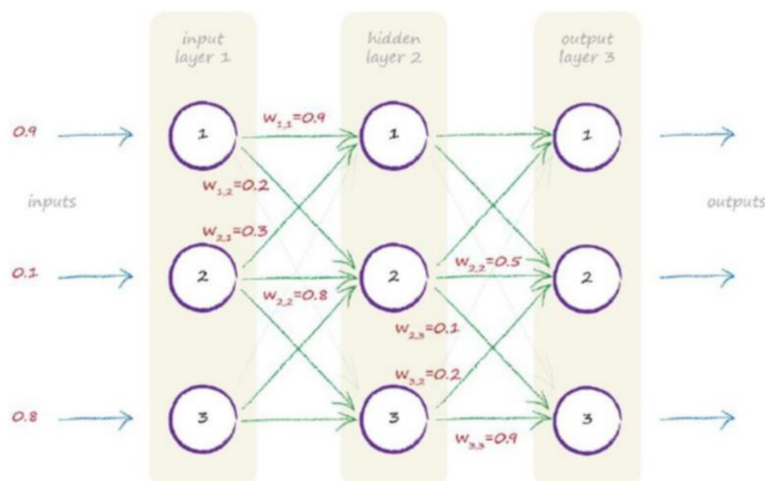 input
layer 1
hidden
layer 2
output
layer 3
0.9
1
w1,1=0.9
1
1
w1,2=0.2
inputs
w2,1=0.3
outputs
0.1
2
w2,2=0.8
2
w2,2=0.5
2
w2,3=0.1
w3,2=0.2
0.8
3
3
w3,3=0.9
3